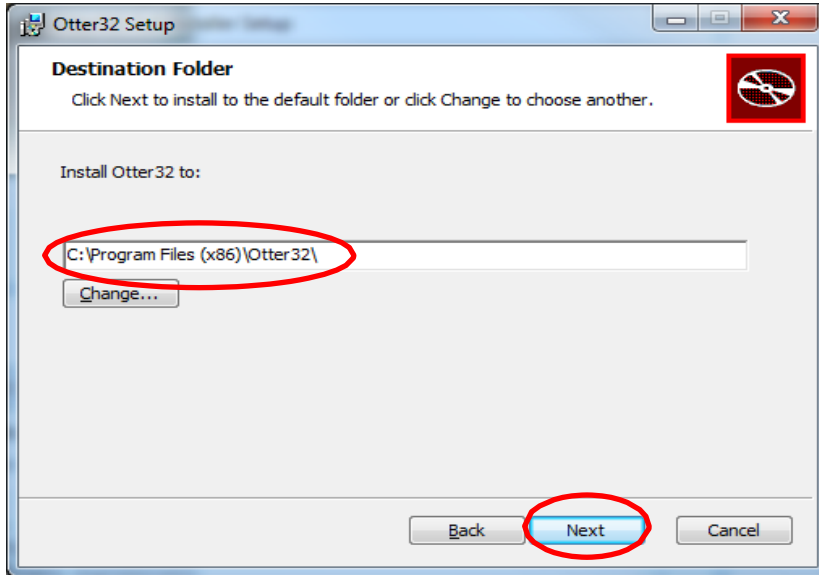 Otter32 Setup
Destination Folder
Click Next to install to the default folder or click Change to choose another.
Install Otter32 to:
C:\Program Files (x86)\Otter32\
Change...
Back Next Cancel